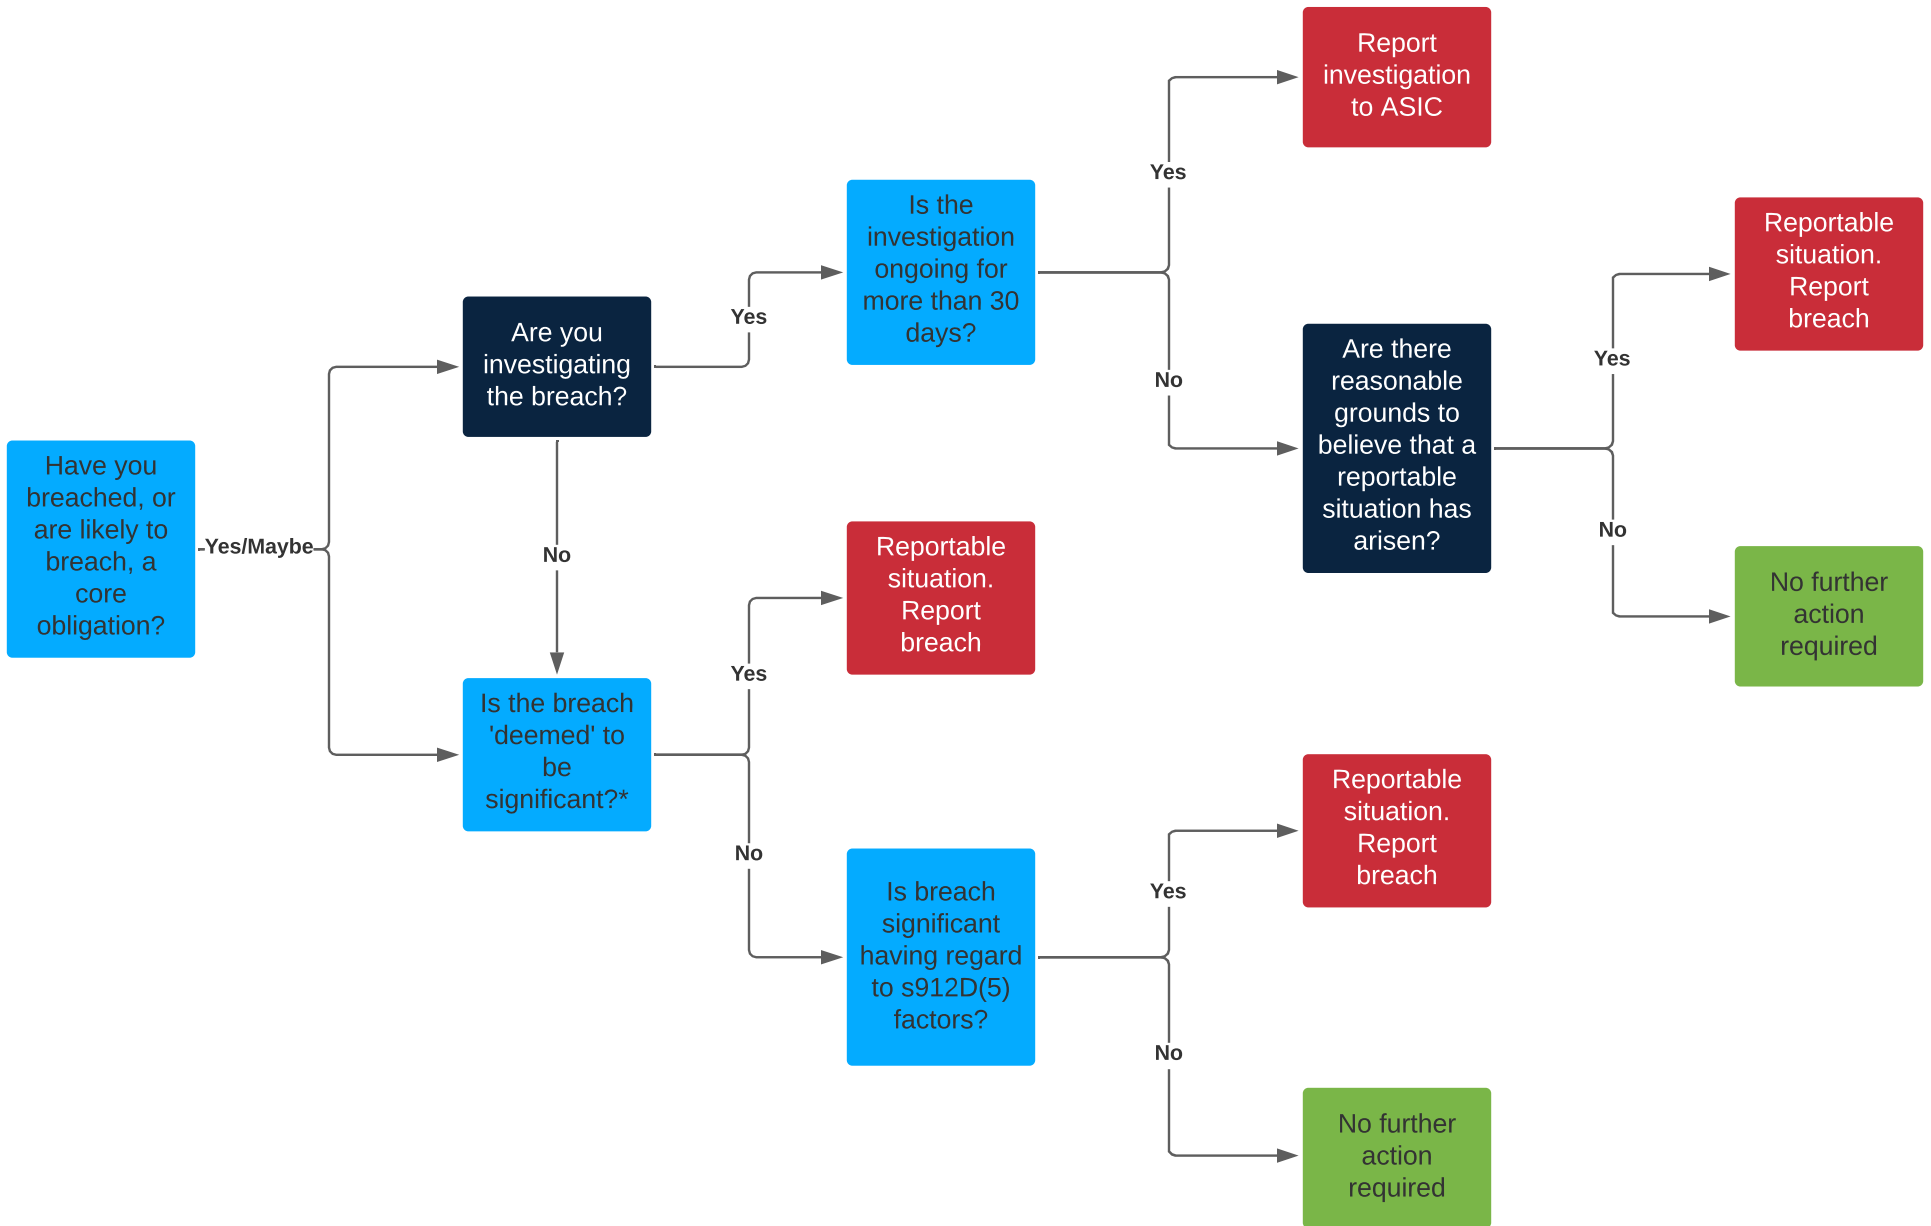 Have you
breached, or
are likely to
breach, a
core
obligation?
Yes/Maybe
Are you
investigating
the breach?
Yes
No
Is the breach
'deemed' to
be
significant?*
Yes
No
Is the
investigation
ongoing for
more than 30
days?
Yes
No
Reportable
situation.
Report
breach
Is breach
significant
having regard
to s912D(5)
factors?
Yes
No
Report
investigation
to ASIC
Are there
reasonable
grounds to
believe that a
reportable
situation has
arisen?
Yes
No
Reportable
situation.
Report
breach
No further
action
required
Reportable
situation.
Report
breach
No further
action
required